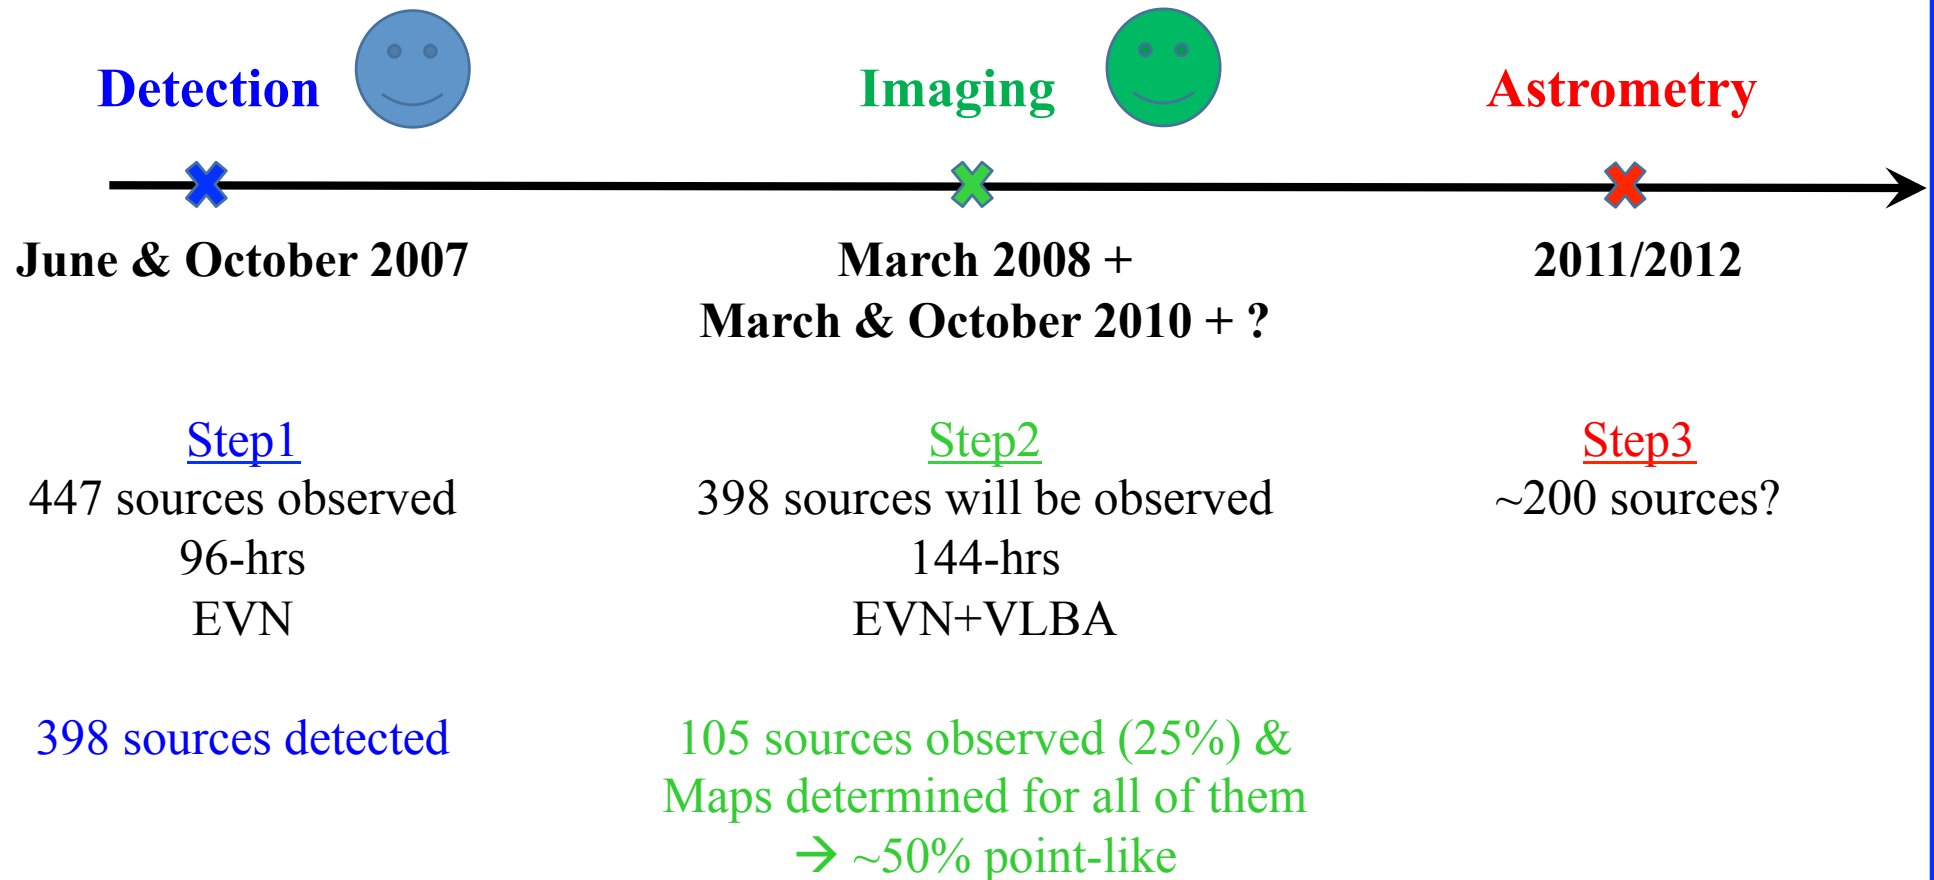 Detection
Imaging
Astrometry
June & October 2007
March 2008 +
March & October 2010 + ?
2011/2012
Step1
447 sources observed
96-hrs
EVN
398 sources detected
Step2
398 sources will be observed
144-hrs
EVN+VLBA
105 sources observed (25%) &
Maps determined for all of them
→ ~50% point-like
Step3
~200 sources?